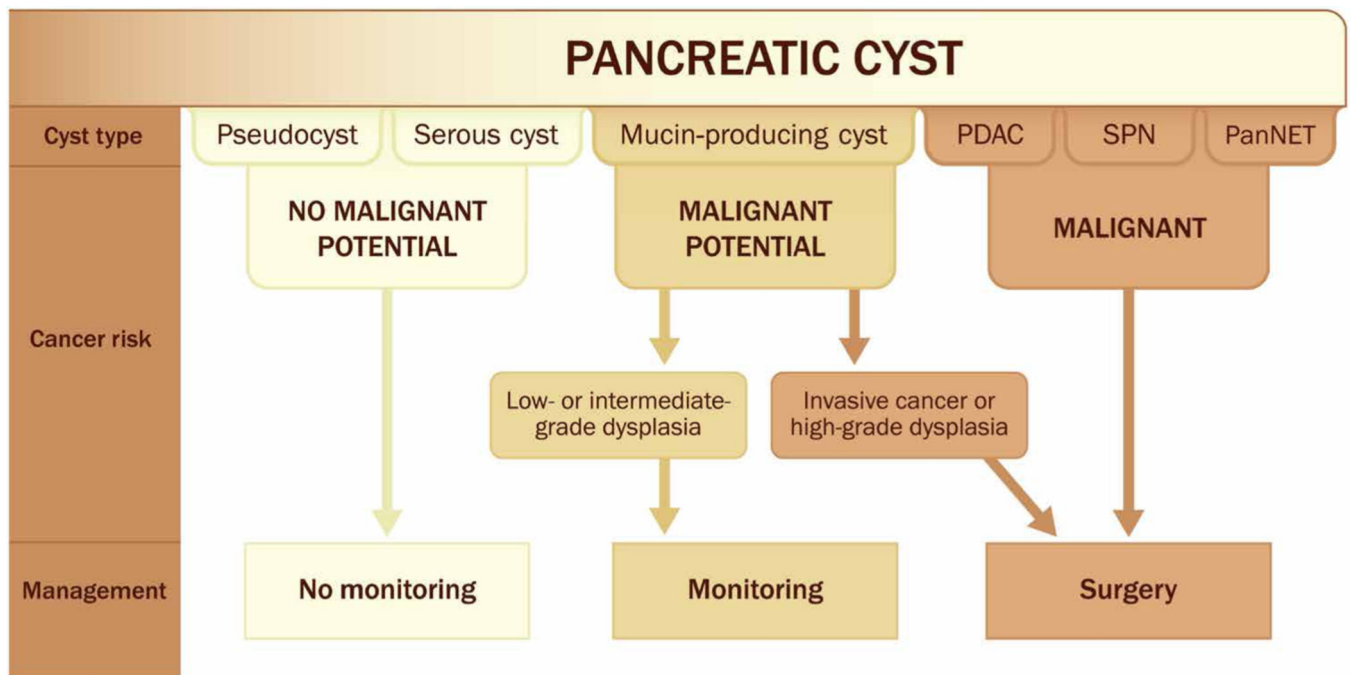 PANCREATIC CYST
Cyst type
Pseudocyst
Serous cyst
Mucin-producing cyst
PDAC
SPN
PanNET
Cancer risk
NO MALIGNANT
POTENTIAL
MALIGNANT
POTENTIAL
MALIGNANT
Low- or intermediate-
grade dysplasia
Invasive cancer or
high-grade dysplasia
Management
No monitoring
Monitoring
Surgery